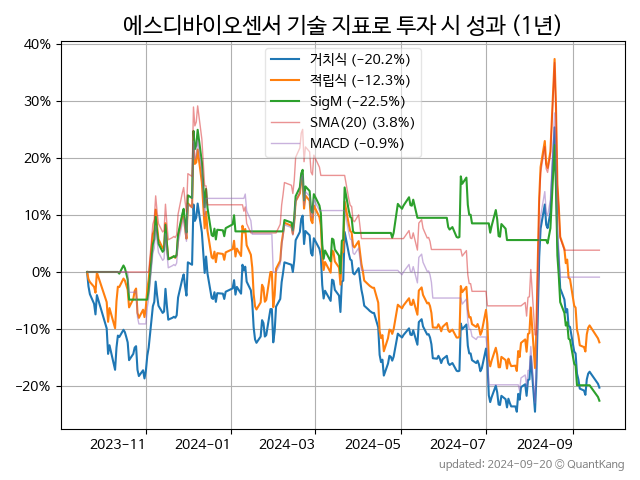 에스디바이오센서 기술 지표로 투자 시 성과 (1년)
거치식 (−20.2%)
적립식 (−12.3%)
SigM (−22.5%)
SMA(20) (3.8%)
MACD (−0.9%)
40%
30%
20%
10%
0%
−10%
−20%
2023−11 2024−01 2024−03 2024−05 2024−07 2024−09
updated: 2024−09−20 © QuantKang